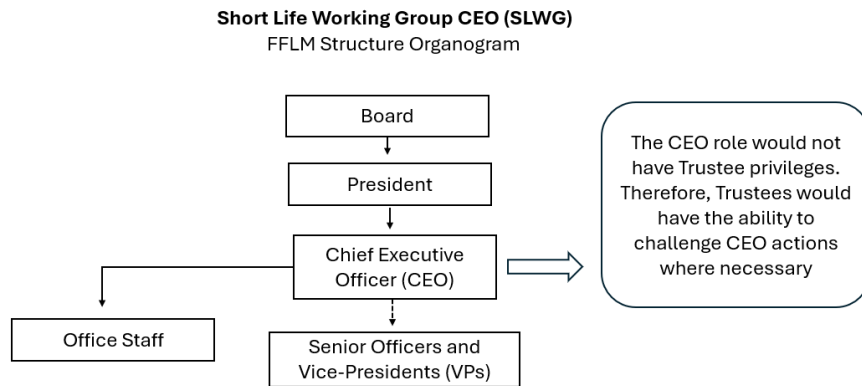 Short Life Working Group CEO (SLWG)
FFLM Structure Organogram
Board
President
Chief Executive
Officer (CEO)
The CEO role would not
have Trustee privileges.
Therefore, Trustees would
have the ability to
challenge CEO actions
where necessary
Office Staff
Senior Officers and
Vice-Presidents (VPs)